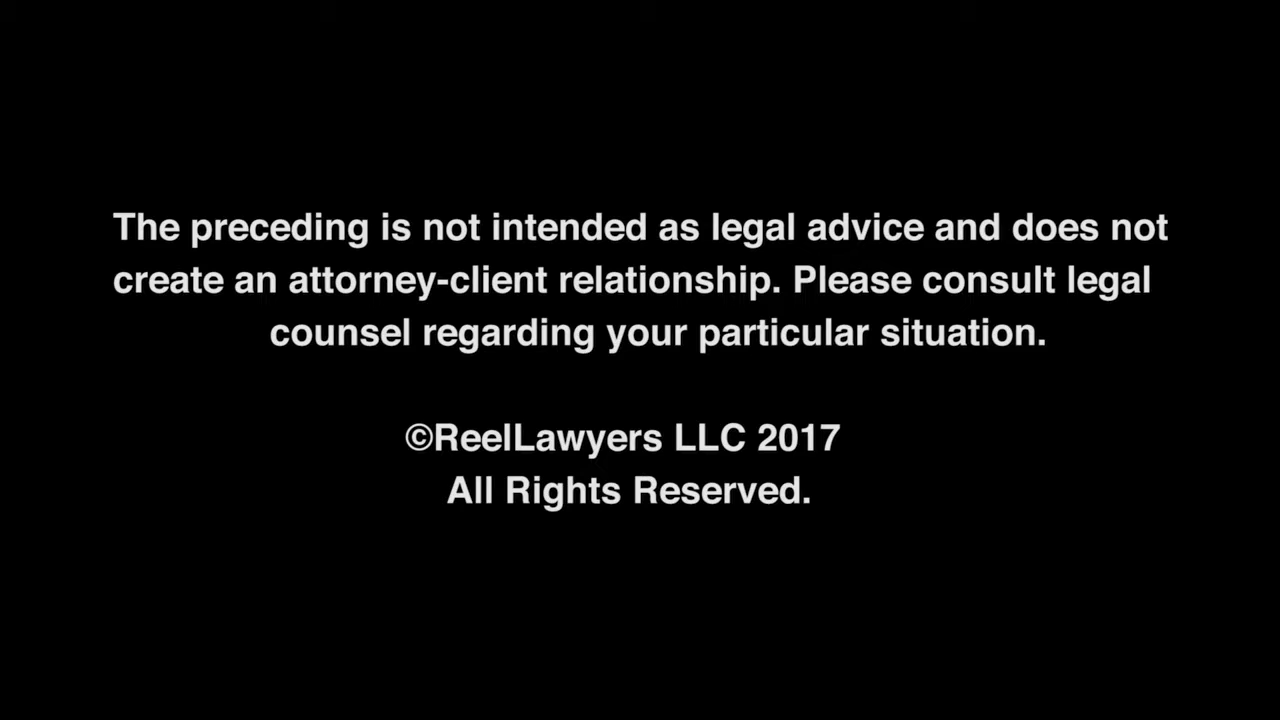 The preceding is not intended as legal advice and does not
create an attorney-client relationship. Please consult legal
counsel regarding your particular situation.
©ReelLawyers LLC 2017
All Rights Reserved.